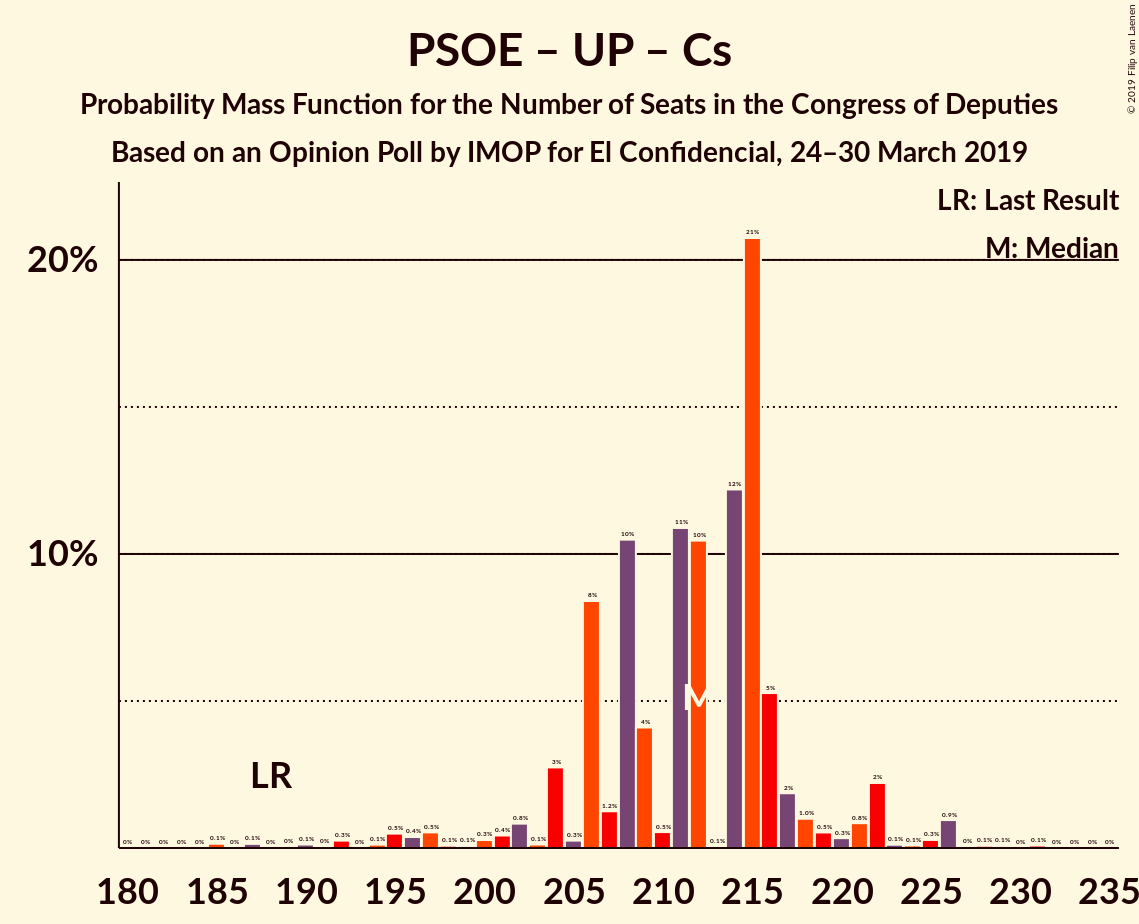 PSOE – UP – Cs
Probability Mass Function for the Number of Seats in the Congress of Deputies
Based on an Opinion Poll by IMOP for El Confidencial, 24–30 March 2019
© 2019 Filip van Laenen
LR: Last Result
M: Median
20%
10%
0% 0% 0% 0% 0% 0.1% 0% 0.1% 0% 0% 0.1% 0% 0.3% 0% 0.1% 0.5% 0.4% 0.5% 0.1% 0.1% 0.3% 0.4% 0.8% 0.1% 3% 0.3% 8% 1.2% 10% 4% 0.5% 11% 10% 0.1% 12% 21% 5% 2% 1.0% 0.5% 0.3% 0.8% 2% 0.1% 0.1% 0.3% 0.9% 0% 0.1% 0.1% 0% 0.1% 0% 0% 0% 0%
M
LR
180 185 190 195 200 205 210 215 220 225 230 235